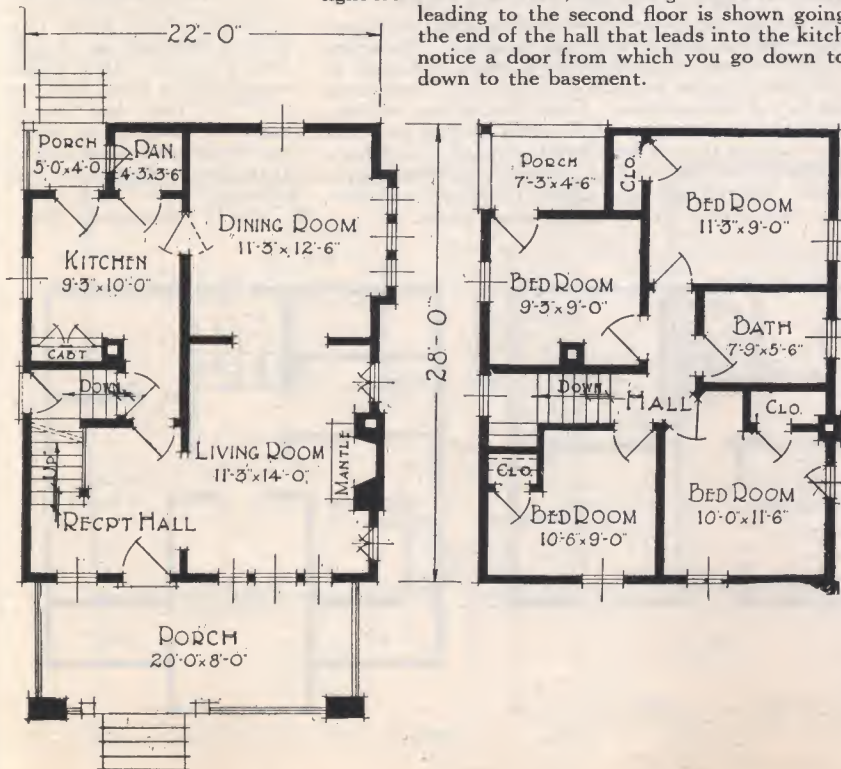 leading to the second floor is shown going
the end of the hall that leads into the kitch
notice a door from which you go down to
down to the basement.
22'-0"
PORCH
5'-0"x4'-0
PAN.
4-3"x3-6"
DINING ROOM
11'-3"x12'-6"
KITCHEN
9'-3"x10'-0"
CABT
DOWN
UP
LIVING ROOM
11'-3"x14'-0"
MANTLE
RECPT HALL
PORCH
20'-0"x8'-0"
28'-0"
PORCH
7'-3"x4'-6"
CLO.
BED ROOM
11'-3"x9'-0"
BED ROOM
9'-3"x9'-0"
BATH
7'-9"x5'-6"
DOWN
HALL
CLO.
CLO.
BED ROOM
10'-6"x9'-0"
BED ROOM
10'-0"x11'-6"